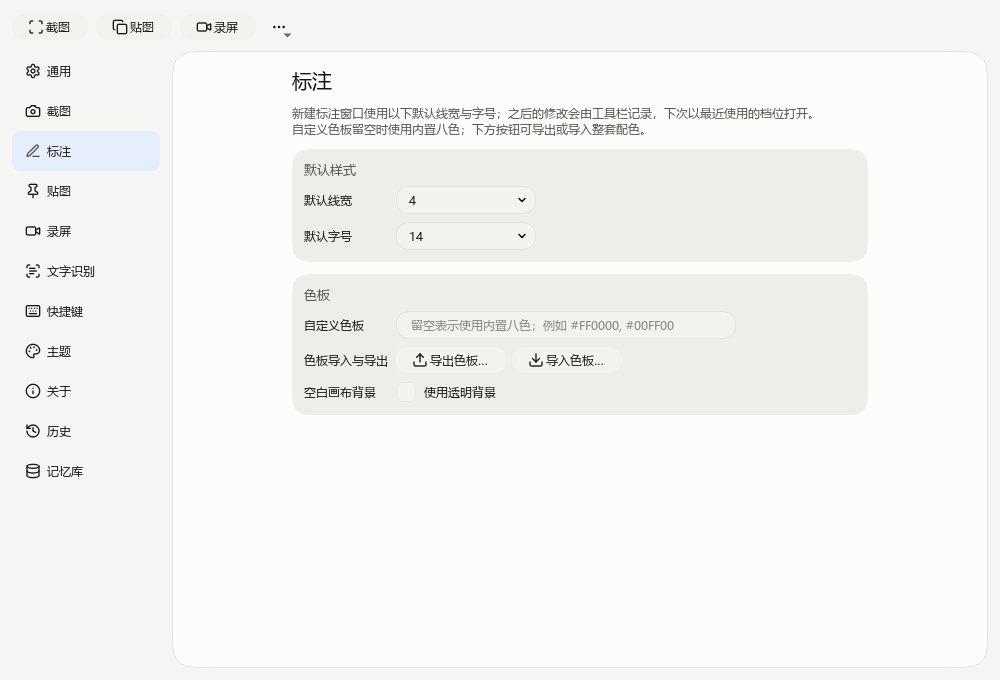 截图 贴图 录屏 ...
通用
截图
标注
贴图
录屏
文字识别
快捷键
主题
关于
历史
记忆库
标注
新建标注窗口使用以下默认线宽与字号；之后的修改会由工具栏记录，下次以最近使用的档位打开。
自定义色板留空时使用内置八色；下方按钮可导出或导入整套配色。
默认样式
默认线宽 4
默认字号 14
色板
自定义色板 留空表示使用内置八色；例如 #FF0000, #00FF00
色板导入与导出 导出色板... 导入色板...
空白画布背景 使用透明背景